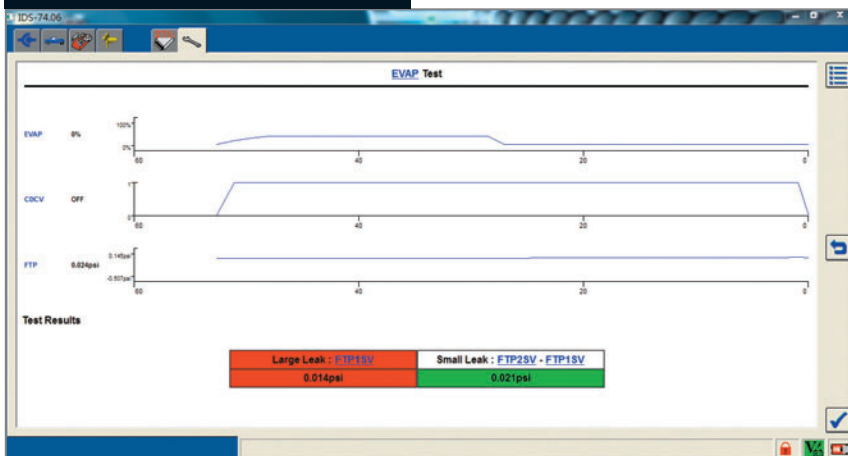 IDS-74.06
EVAP Test
EVAP 0% 100%
0%
60 40 20 0
CBCV OFF 1
0
60 40 20 0
FTP 0.024psi 0.145psi
-0.507psi
60 40 20 0
Test Results
Large Leak : FTP1SV Small Leak : FTP2SV - FTP1SV
0.014psi 0.021psi